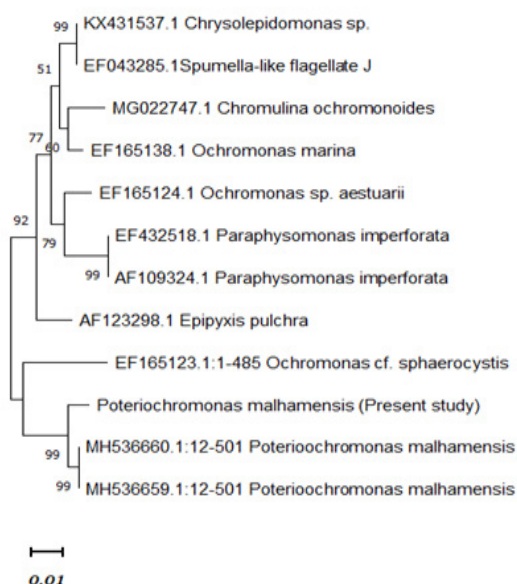 99
KX431537.1 Chrysolepidomonas sp.
51
EF043285.1Spumella-like flagellate J
MG022747.1 Chromulina ochromonoides
77
60
EF165138.1 Ochromonas marina
EF165124.1 Ochromonas sp. aestuarii
92
EF432518.1 Paraphysomonas imperforata
79
99
AF109324.1 Paraphysomonas imperforata
AF123298.1 Epipyxis pulchra
EF165123.1:1-485 Ochromonas cf. sphaerocystis
Poteriochromonas malhamensis (Present study)
99
MH536660.1:12-501 Poterioochromonas malhamensis
99
MH536659.1:12-501 Poterioochromonas malhamensis
0.01